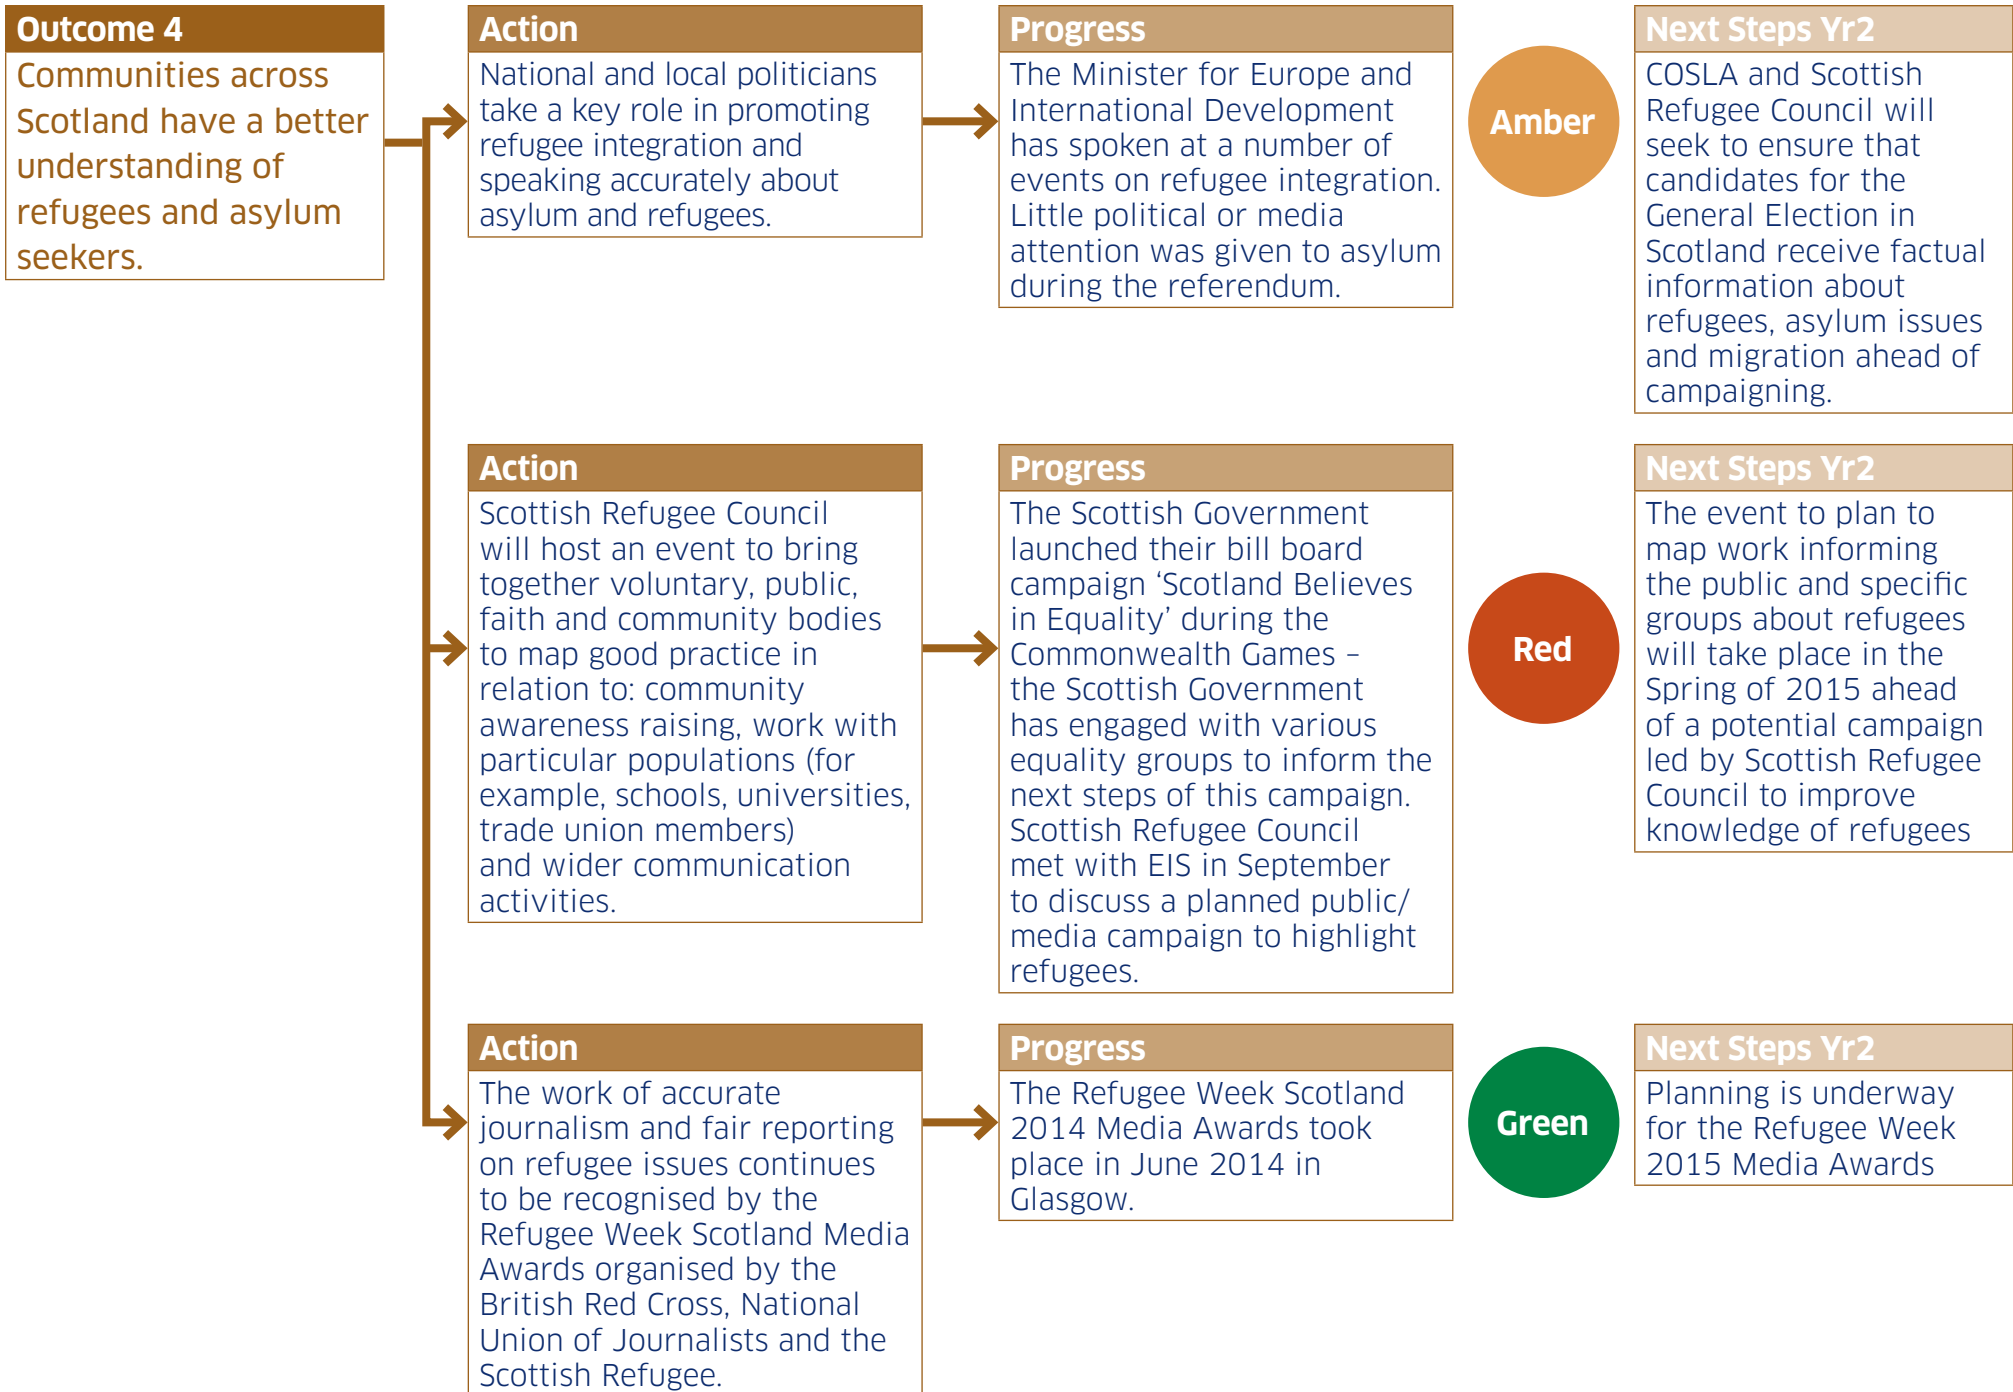 Outcome 4
Communities across
Scotland have a better
understanding of
refugees and asylum
seekers.
Action
National and local politicians
take a key role in promoting
refugee integration and
speaking accurately about
asylum and refugees.
Progress
The Minister for Europe and
International Development
has spoken at a number of
events on refugee integration.
Little political or media
attention was given to asylum
during the referendum.
Amber
Next Steps Yr2
COSLA and Scottish
Refugee Council will
seek to ensure that
candidates for the
General Election in
Scotland receive factual
information about
refugees, asylum issues
and migration ahead of
campaigning.
Action
Scottish Refugee Council
will host an event to bring
together voluntary, public,
faith and community bodies
to map good practice in
relation to: community
awareness raising, work with
particular populations (for
example, schools, universities,
trade union members)
and wider communication
activities.
Progress
The Scottish Government
launched their bill board
campaign ‘Scotland Believes
in Equality’ during the
Commonwealth Games –
the Scottish Government
has engaged with various
equality groups to inform the
next steps of this campaign.
Scottish Refugee Council
met with EIS in September
to discuss a planned public/
media campaign to highlight
refugees.
Red
Next Steps Yr2
The event to plan to
map work informing
the public and specific
groups about refugees
will take place in the
Spring of 2015 ahead
of a potential campaign
led by Scottish Refugee
Council to improve
knowledge of refugees
Action
The work of accurate
journalism and fair reporting
on refugee issues continues
to be recognised by the
Refugee Week Scotland Media
Awards organised by the
British Red Cross, National
Union of Journalists and the
Scottish Refugee.
Progress
The Refugee Week Scotland
2014 Media Awards took
place in June 2014 in
Glasgow.
Green
Next Steps Yr2
Planning is underway
for the Refugee Week
2015 Media Awards